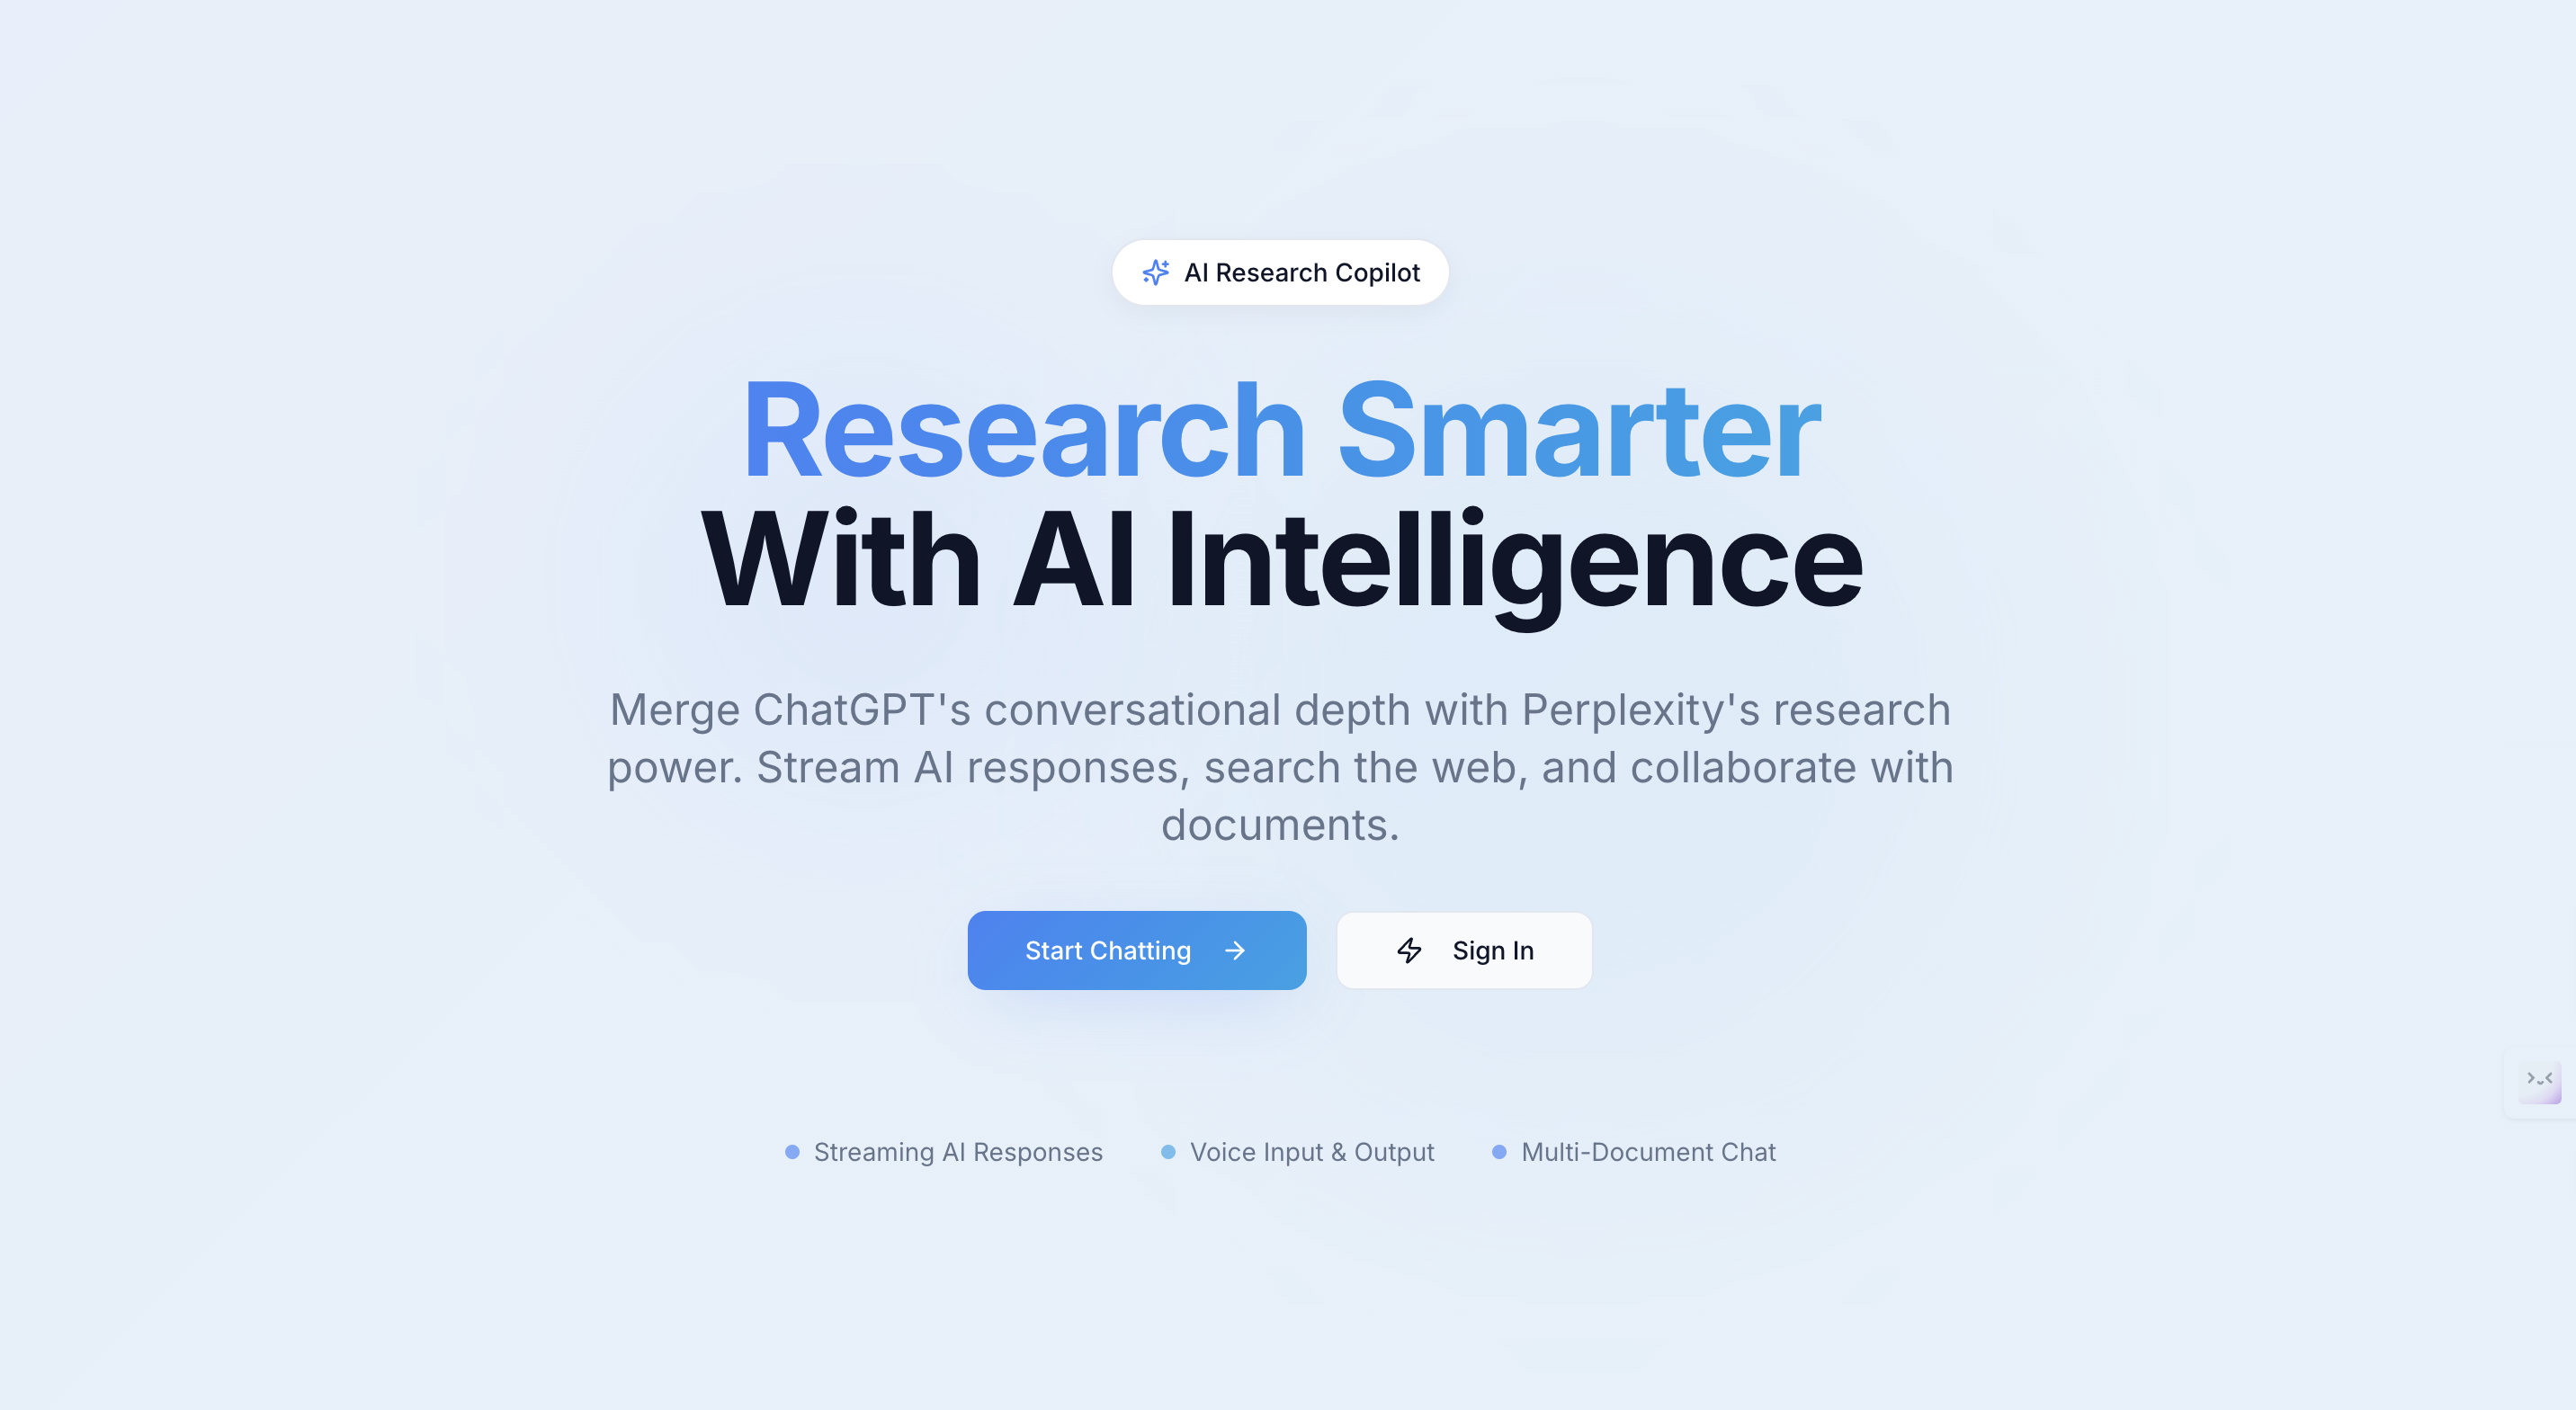 AI Research Copilot
Research Smarter
With AI Intelligence
Merge ChatGPT's conversational depth with Perplexity's research
power. Stream AI responses, search the web, and collaborate with
documents.
Start Chatting
Sign In
Streaming AI Responses
Voice Input & Output
Multi-Document Chat